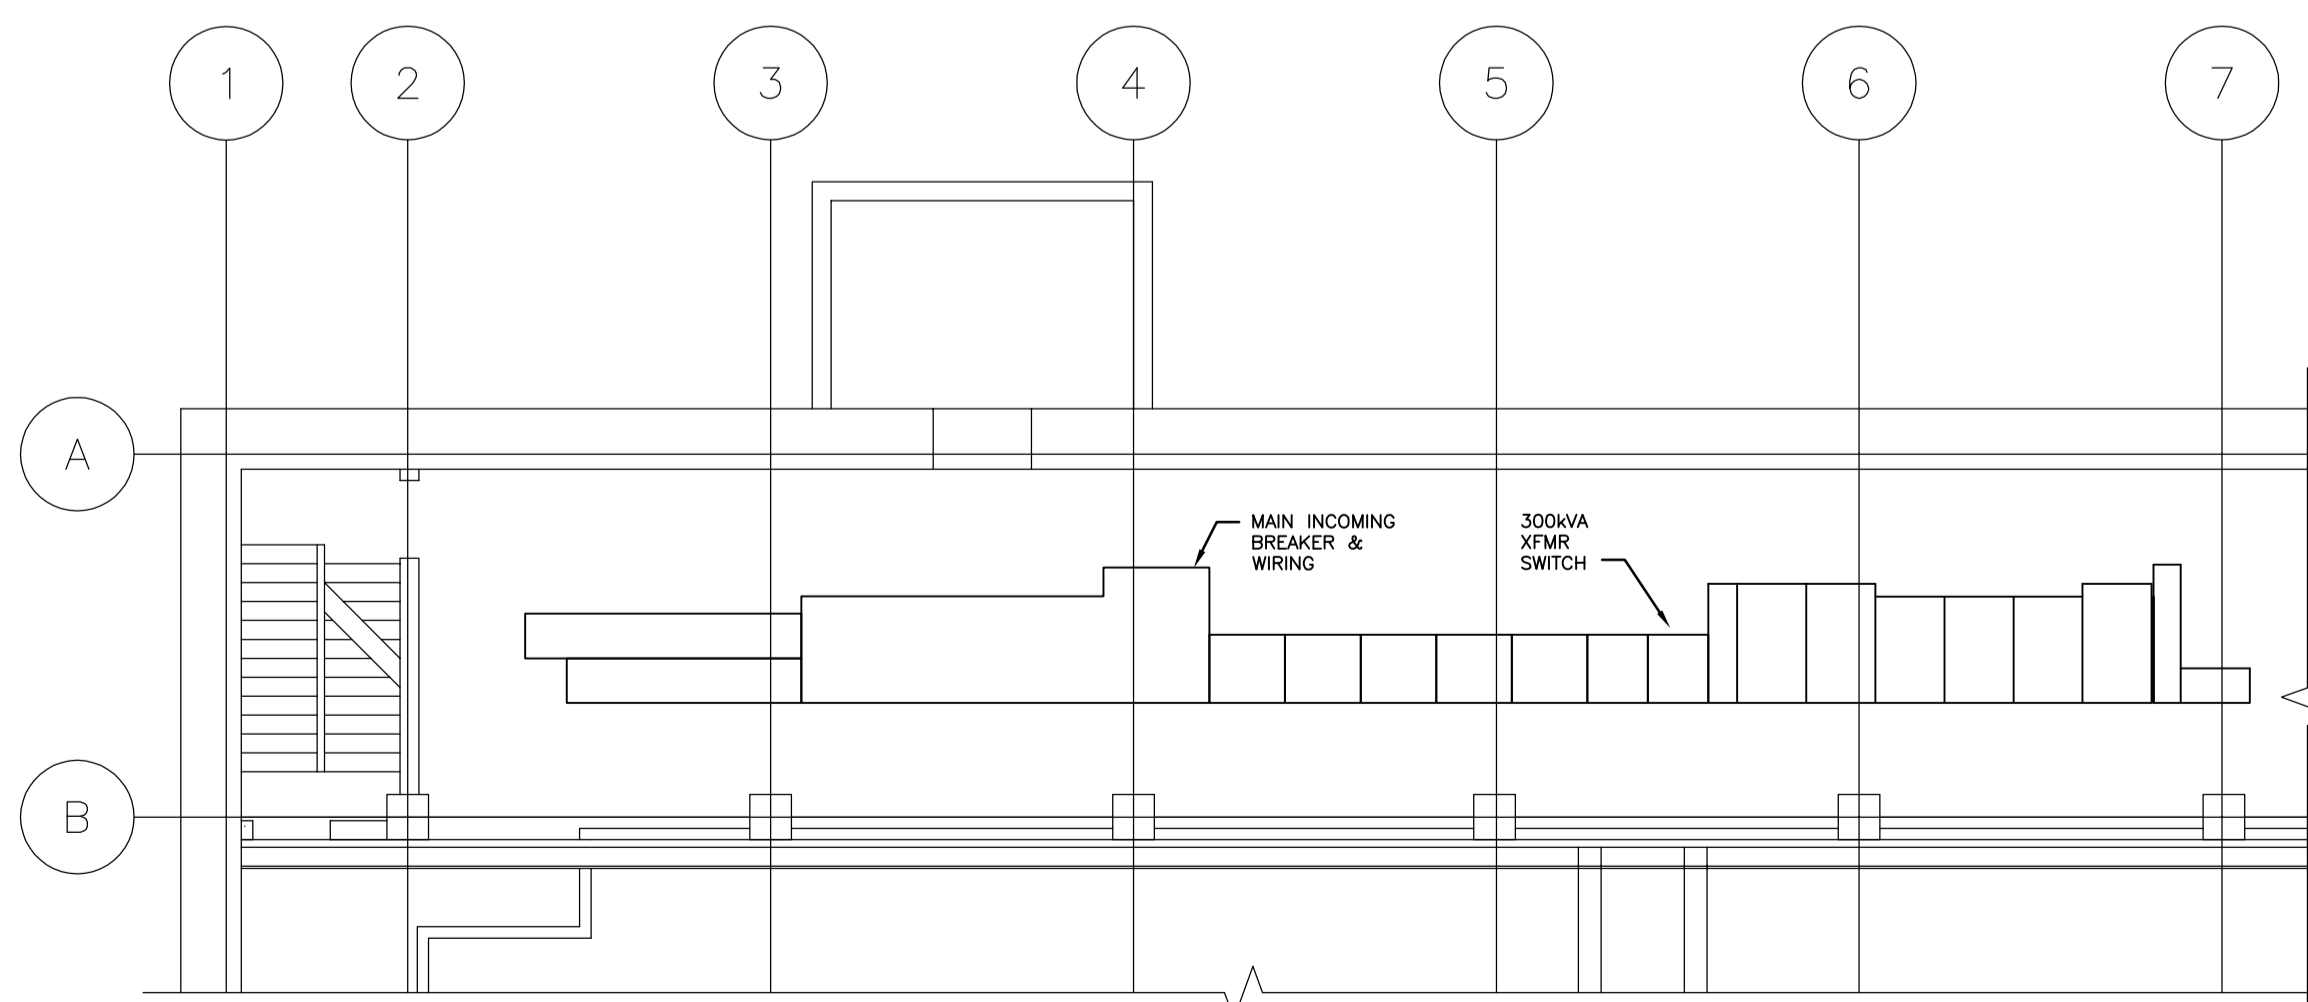 1 2 3 4 5 6 7
A
MAIN INCOMING
BREAKER &
WIRING
300kVA
XFMR
SWITCH
B